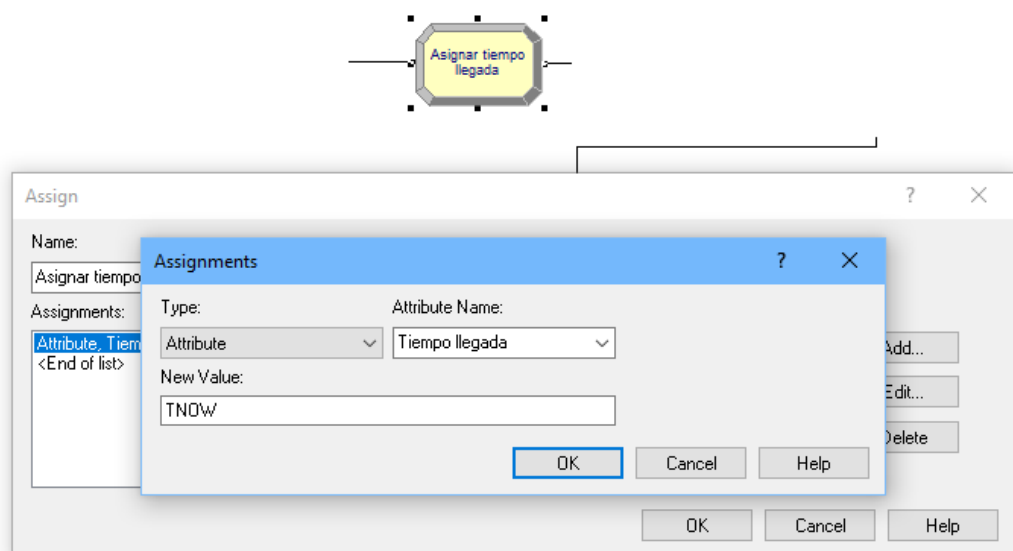 Asignar tiempo
llegada
Assign
Name:
Asignar tiempo
Assignments:
Attribute, Tiem
<End of list>
Add...
Edit...
Delete
OK
Cancel
Help
Assignments
Type:
Attribute Name:
Attribute
Tiempo llegada
New Value:
TNOW
OK
Cancel
Help